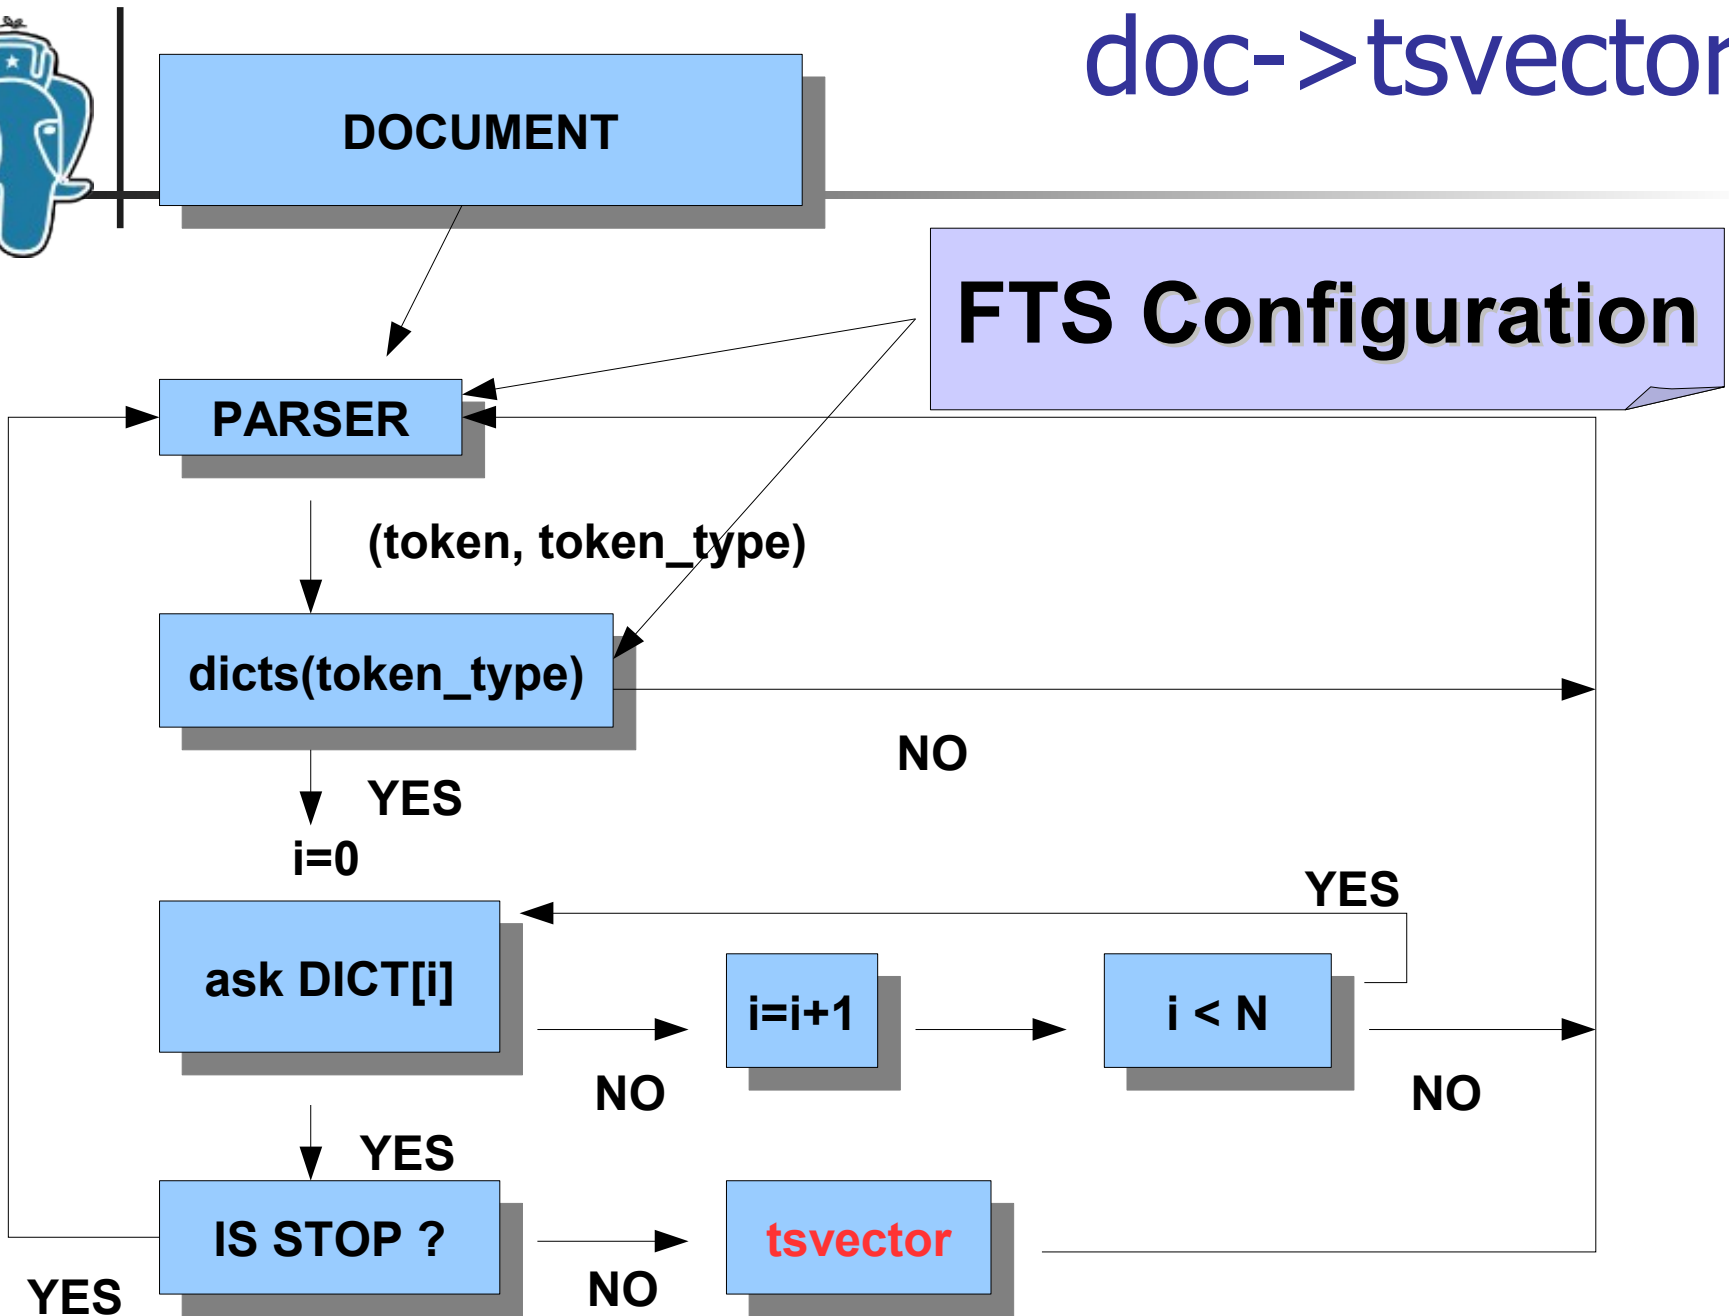 doc->tsvector
DOCUMENT
FTS Configuration
PARSER
(token, token_type)
dicts(token_type)
NO
YES
i=0
YES
ask DICT[i]
i=i+1
i < N
NO
NO
YES
IS STOP ?
tsvector
YES
NO